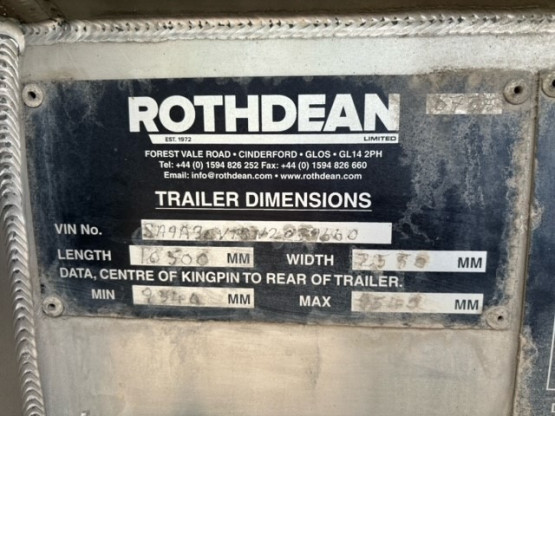 ROTHDEAN
EST. 1972 LIMITED
FOREST VALE ROAD • CINDERFORD • GLOS • GL14 2PH
Tel: +44 (0) 1594 826 252 Fax: +44 (0) 1594 826 660
Email: info@rothdean.com • www.rothdean.com
TRAILER DIMENSIONS
VIN No.
LENGTH MM WIDTH MM
DATA, CENTRE OF KINGPIN TO REAR OF TRAILER.
MIN MM MAX MM